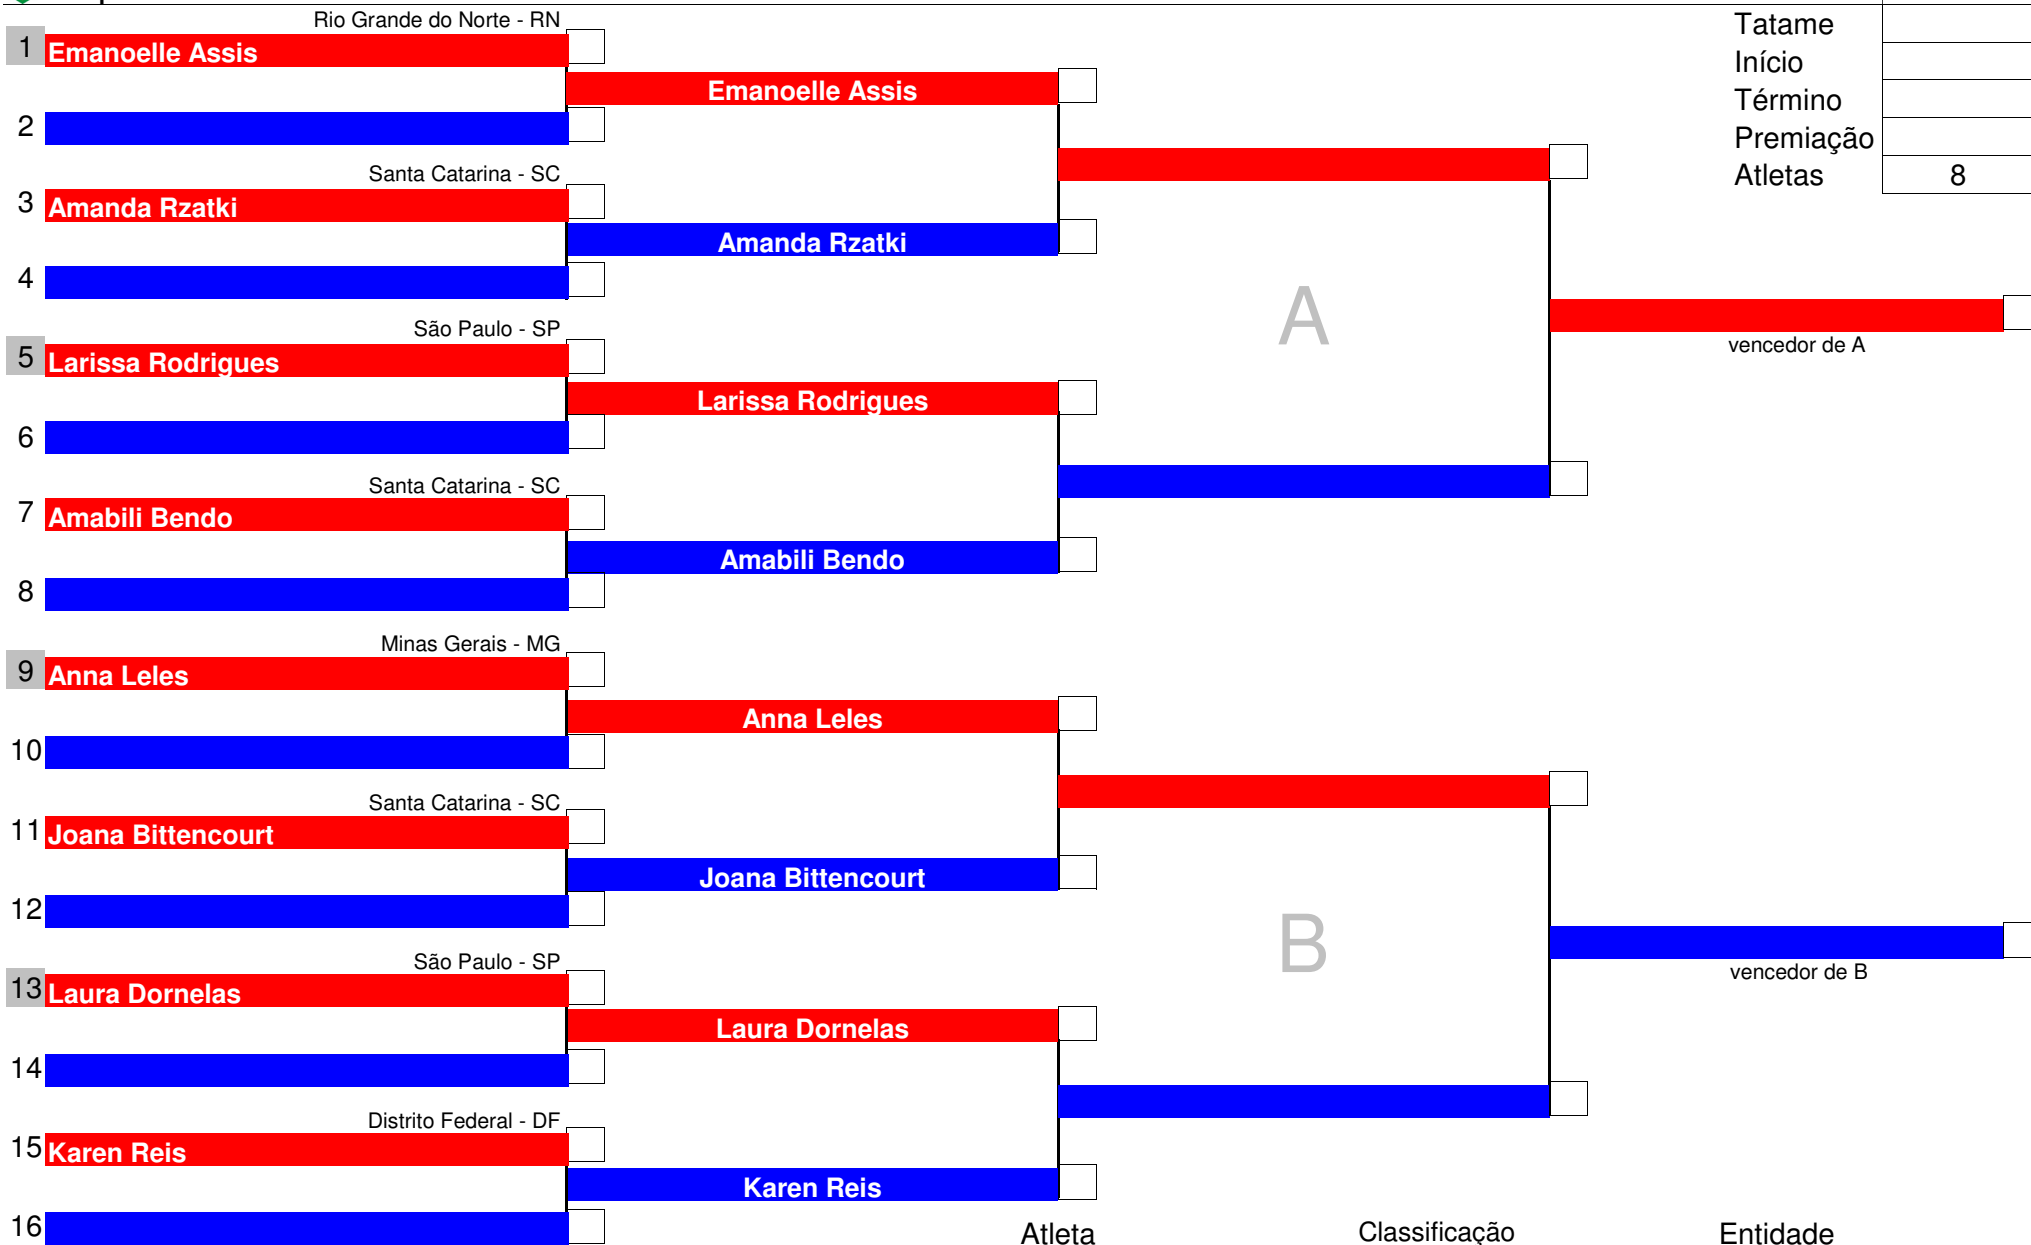 Rio Grande do Norte - RN
Tatame
1 Emanoelle Assis
Início
Emanoelle Assis
Término
2
Premiação
Santa Catarina - SC
Atletas 8
3 Amanda Rzatki
Amanda Rzatki
4
A
São Paulo - SP
vencedor de A
5 Larissa Rodrigues
Larissa Rodrigues
6
Santa Catarina - SC
7 Amabili Bendo
Amabili Bendo
8
Minas Gerais - MG
9 Anna Leles
Anna Leles
10
Santa Catarina - SC
11 Joana Bittencourt
Joana Bittencourt
12
B
São Paulo - SP
vencedor de B
13 Laura Dornelas
Laura Dornelas
14
Distrito Federal - DF
15 Karen Reis
Karen Reis
16
Atleta Classificação Entidade